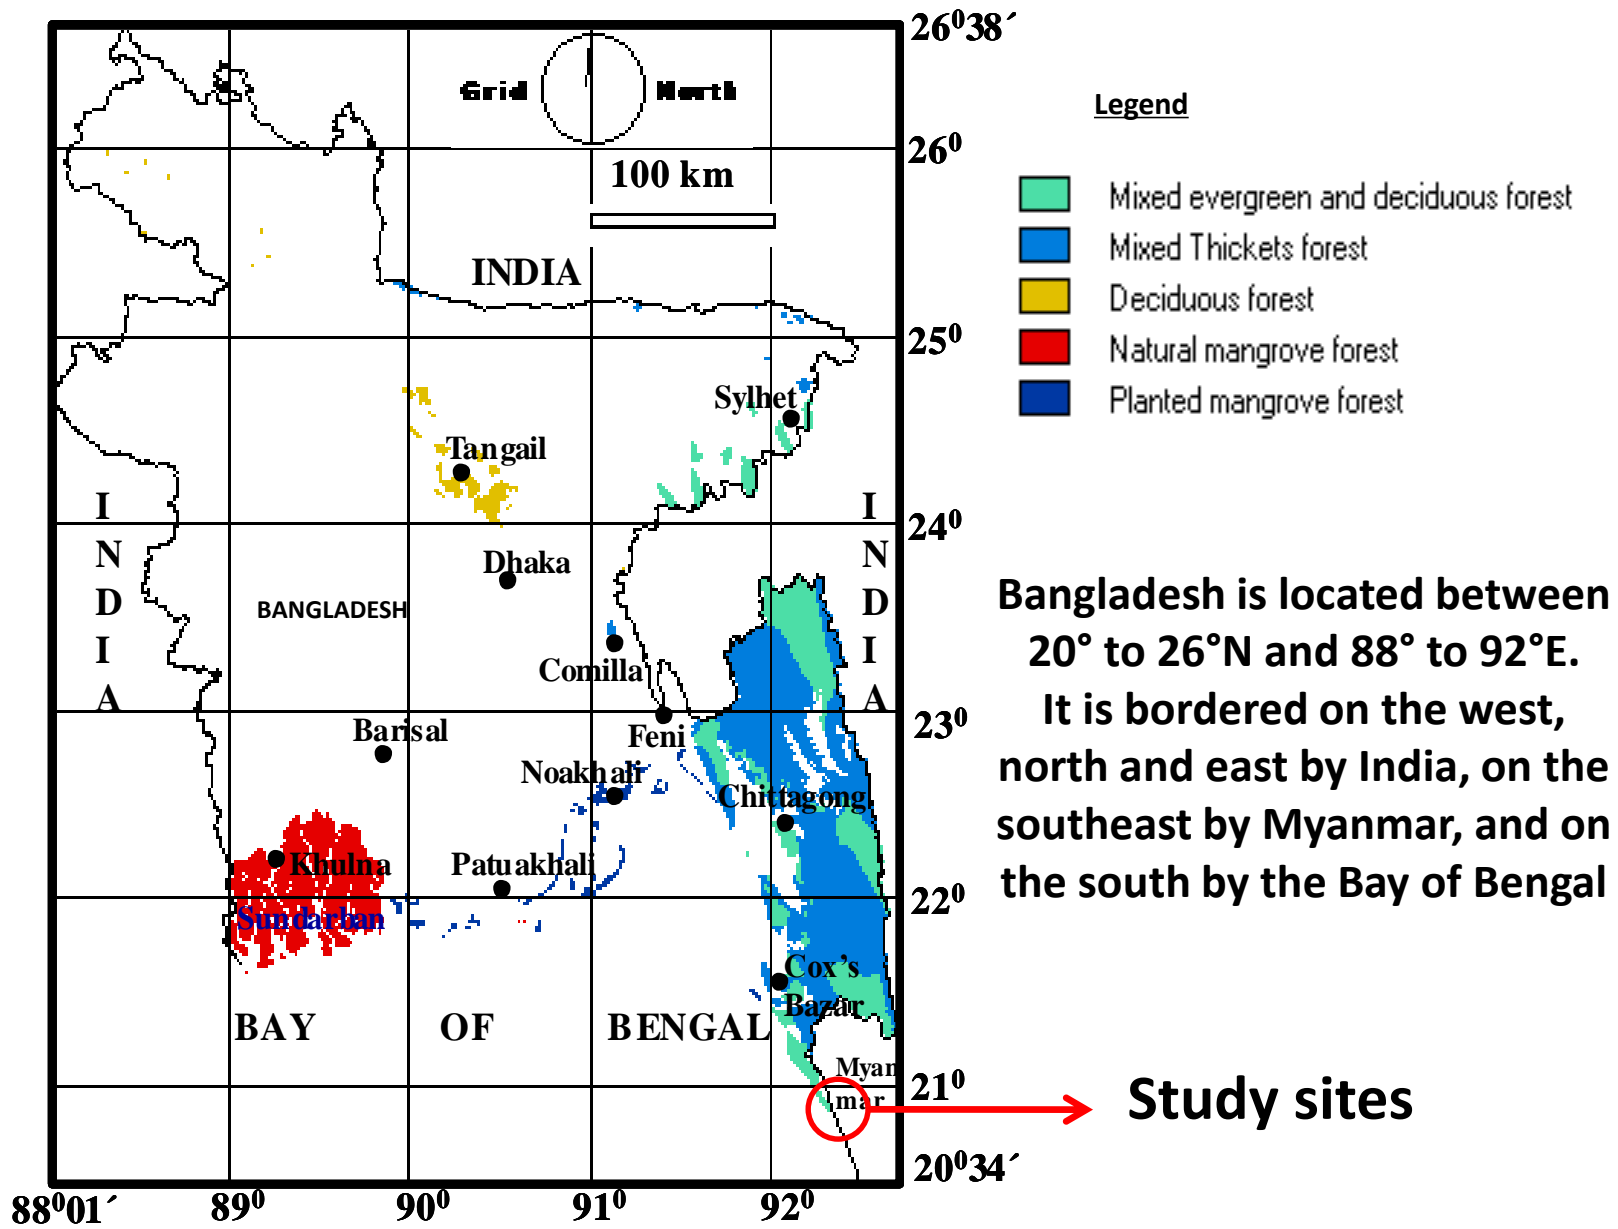 26⁰38´
Grid North
Legend
26⁰
100 km
Mixed evergreen and deciduous forest
Mixed Thickets forest
INDIA
Deciduous forest
25⁰
Natural mangrove forest
Sylhet
Planted mangrove forest
Tangail
I
N
D
I
A
I
N
D
I
A
24⁰
Dhaka
BANGLADESH
Comilla
Bangladesh is located between
20° to 26°N and 88° to 92°E.
It is bordered on the west,
north and east by India, on the
southeast by Myanmar, and on
the south by the Bay of Bengal
23⁰
Barisal
Feni
Noakhali
Chittagong
Khulna
Patuakhali
22⁰
Sundarban
Cox’s
Bazar
BAY OF BENGAL
Myan
mar
21⁰
Study sites
20⁰34´
88⁰01´ 89⁰ 90⁰ 91⁰ 92⁰